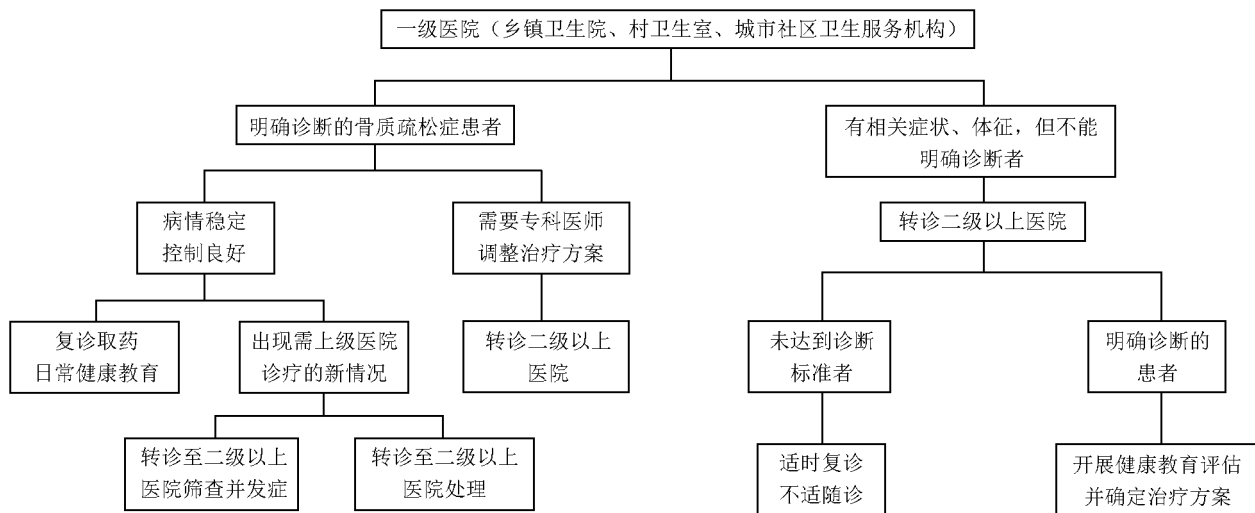 一级医院（乡镇卫生院、村卫生室、城市社区卫生服务机构）
明确诊断的骨质疏松症患者
有相关症状、体征，但不能
明确诊断者
病情稳定
控制良好
需要专科医师
调整治疗方案
转诊二级以上医院
复诊取药
日常健康教育
出现需上级医院
诊疗的新情况
转诊二级以上
医院
未达到诊断
标准者
明确诊断的
患者
转诊至二级以上
医院筛查并发症
转诊至二级以上
医院处理
适时复诊
不适随诊
开展健康教育评估
并确定治疗方案